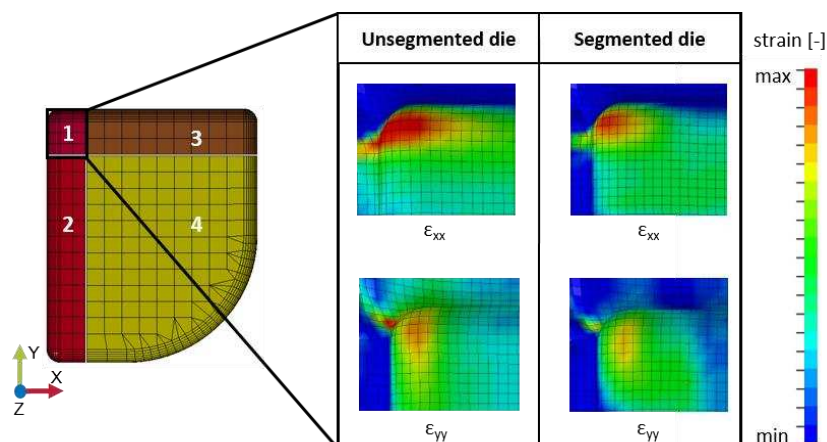 Unsegmented die
Segmented die
strain [-]
max
1
3
2
4
εxx
εxx
Y
X
Z
εyy
εyy
min